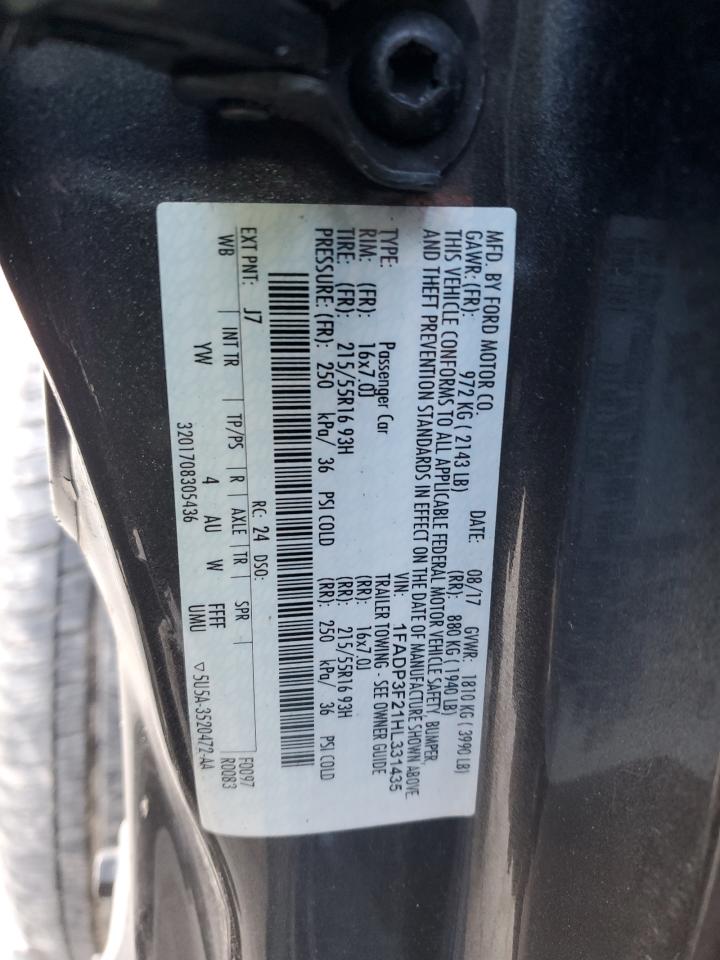 MFD. BY FORD MOTOR CO.
DATE: 08/17 GVWR: 1810 KG ( 3990 LB)
GAWR: (FR): 972 KG ( 2143 LB) (RR): 880 KG ( 1940 LB)
THIS VEHICLE CONFORMS TO ALL APPLICABLE FEDERAL MOTOR VEHICLE SAFETY, BUMPER,
AND THEFT PREVENTION STANDARDS IN EFFECT ON THE DATE OF MANUFACTURE SHOWN ABOVE
VIN: 1FADP3F21HL331435
TYPE: Passenger Car TRAILER TOWING - SEE OWNER GUIDE
RIM: (FR): 16x7.0J (RR): 16x7.0J
TIRE: (FR): 215/55R16 93H (RR): 215/55R16 93H
PRESSURE: (FR): 250 kPa/ 36 PSI COLD (RR): 250 kPa/ 36 PSI COLD
EXT PNT: J7 RC: 24 DSO: F0097
WB INT TR TP/PS R AXLE TR SPR R0083
YW 4 AU W FFFF
UMU
3201708305436 ▽5U5A-3520472-AA